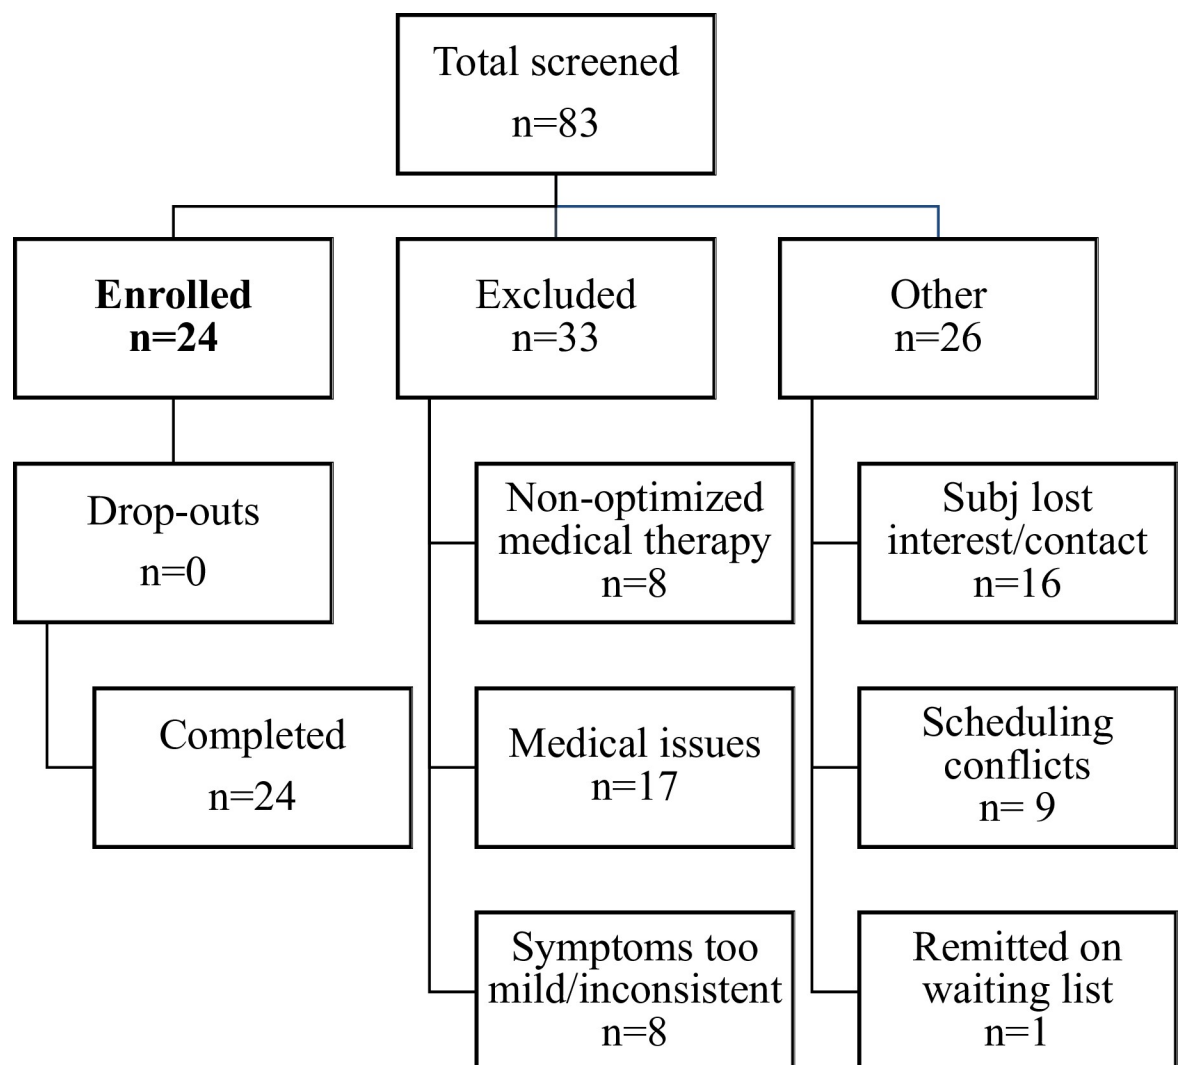 Total screened
n=83
Enrolled
n=24
Excluded
n=33
Other
n=26
Drop-outs
n=0
Non-optimized
medical therapy
n=8
Subj lost
interest/contact
n=16
Completed
n=24
Medical issues
n=17
Scheduling
conflicts
n= 9
Symptoms too
mild/inconsistent
n=8
Remitted on
waiting list
n=1